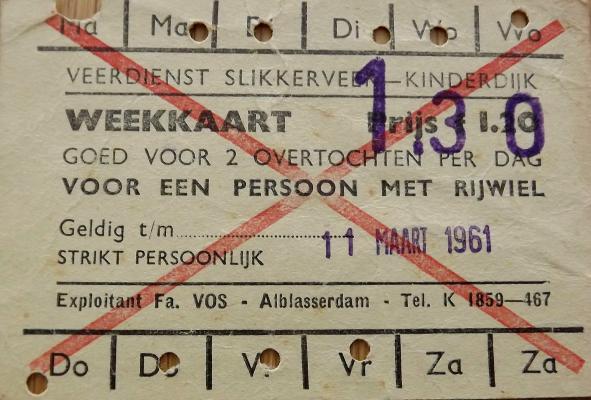 Ma Ma Di Di Wo Wo
VEERDIENST SLIKKERVEER—KINDERDIJK
WEEKKAART Prijs f 1.20
1.30
GOED VOOR 2 OVERTOCHTEN PER DAG
VOOR EEN PERSOON MET RIJWIEL
Geldig t/m 11 MAART 1961
STRIKT PERSOONLIJK
Exploitant Fa. VOS - Alblasserdam - Tel. K 1859—467
Do Do Vr Vr Za Za